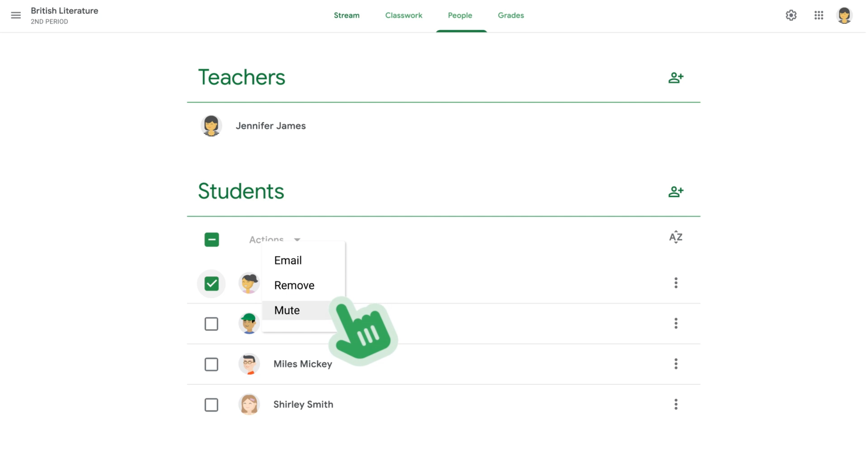 British Literature
2ND PERIOD
Stream Classwork People Grades
Teachers
Jennifer James
Students
Actions
AZ
Email
Remove
Mute
Miles Mickey
Shirley Smith